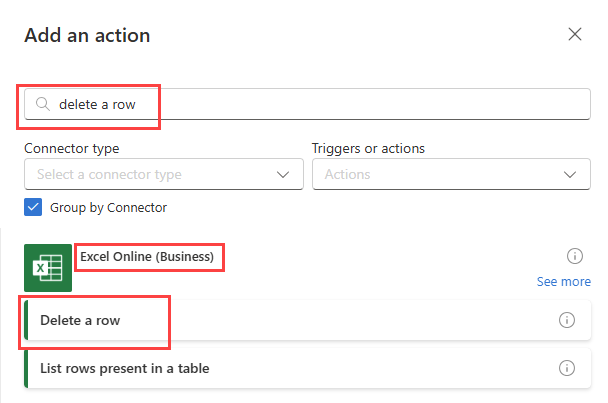 Add an action
delete a row
Connector type
Triggers or actions
Select a connector type
Actions
Group by Connector
Excel Online (Business)
See more
Delete a row
List rows present in a table